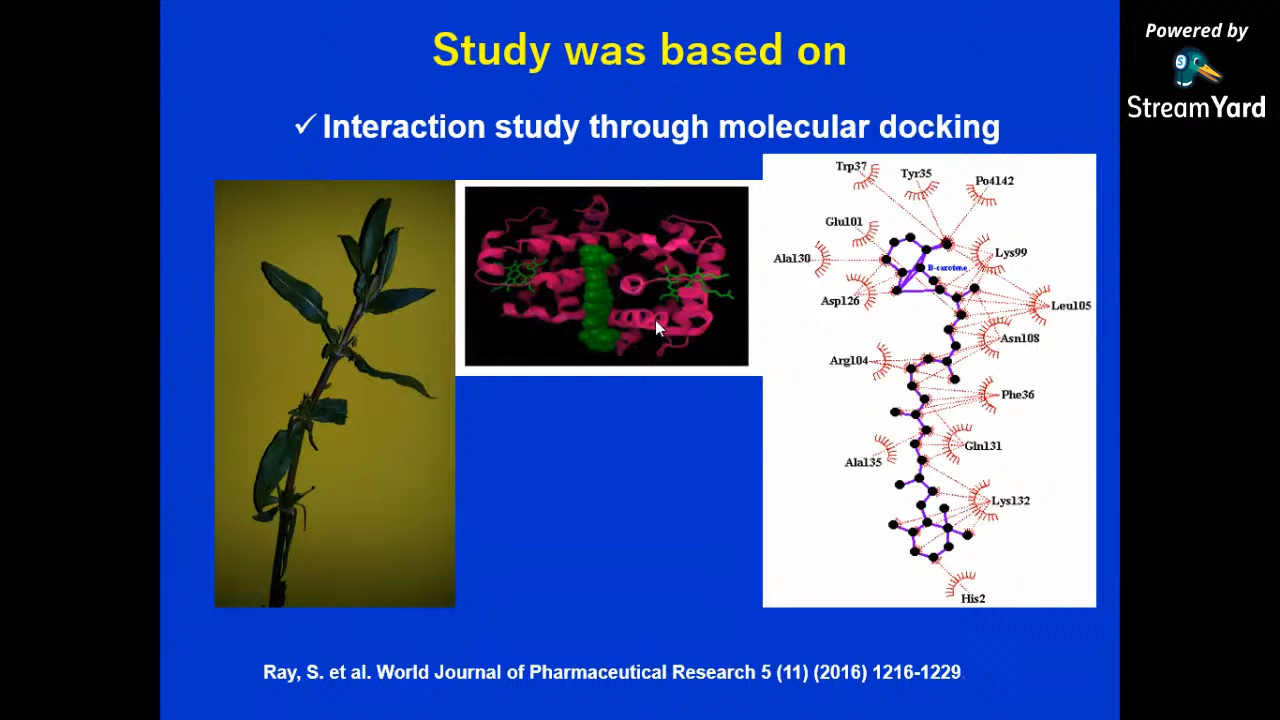 Study was based on
Powered by
StreamYard
✓ Interaction study through molecular docking
Trp37
Tyr35
Po4142
Glu101
Lys99
Ala130
B-carotene
Asp126
Leu105
Asn108
Arg104
Phe36
Gln131
Ala135
Lys132
His2
Ray, S. et al. World Journal of Pharmaceutical Research 5 (11) (2016) 1216-1229